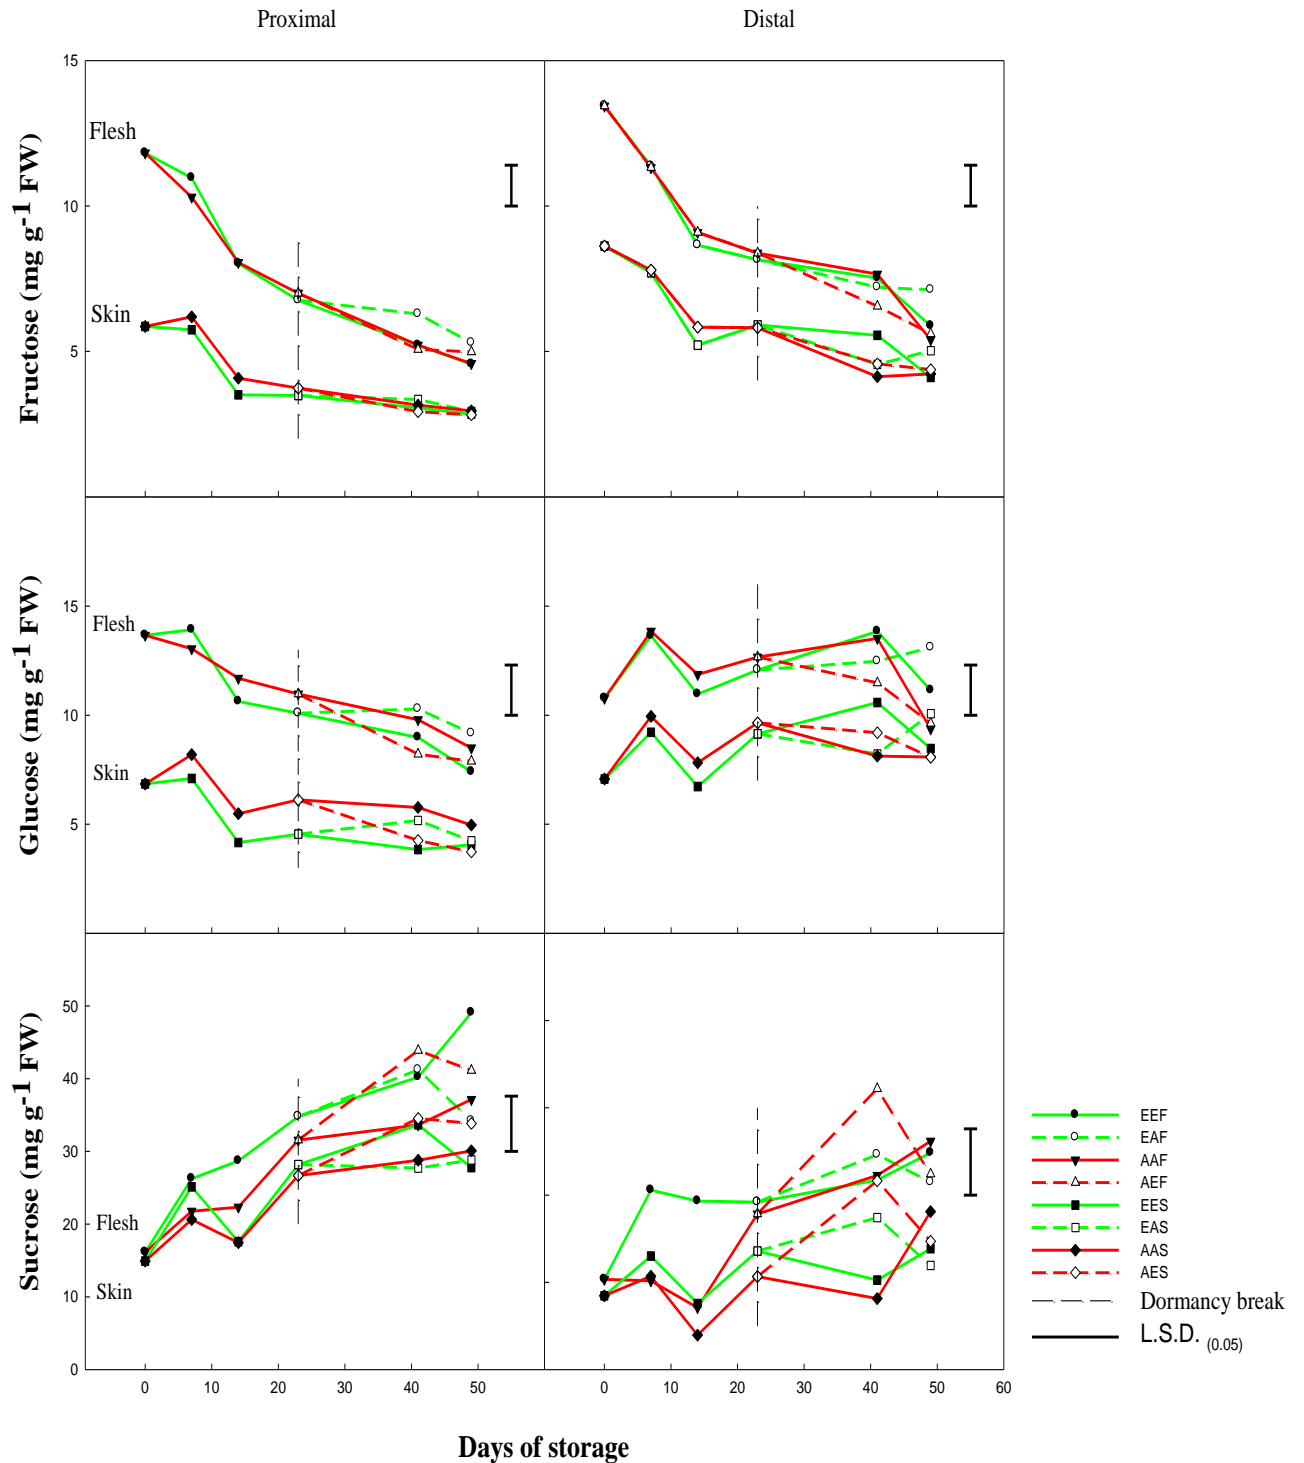 Proximal
Distal
Fructose (mg g-1 FW)
15
10
5
Flesh
Skin
Glucose (mg g-1 FW)
15
10
5
Flesh
Skin
Sucrose (mg g-1 FW)
50
40
30
20
10
0
Flesh
Skin
0 10 20 30 40 50 0 10 20 30 40 50 60
Days of storage
EEF
EAF
AAF
AEF
EES
EAS
AAS
AES
Dormancy break
L.S.D. (0.05)